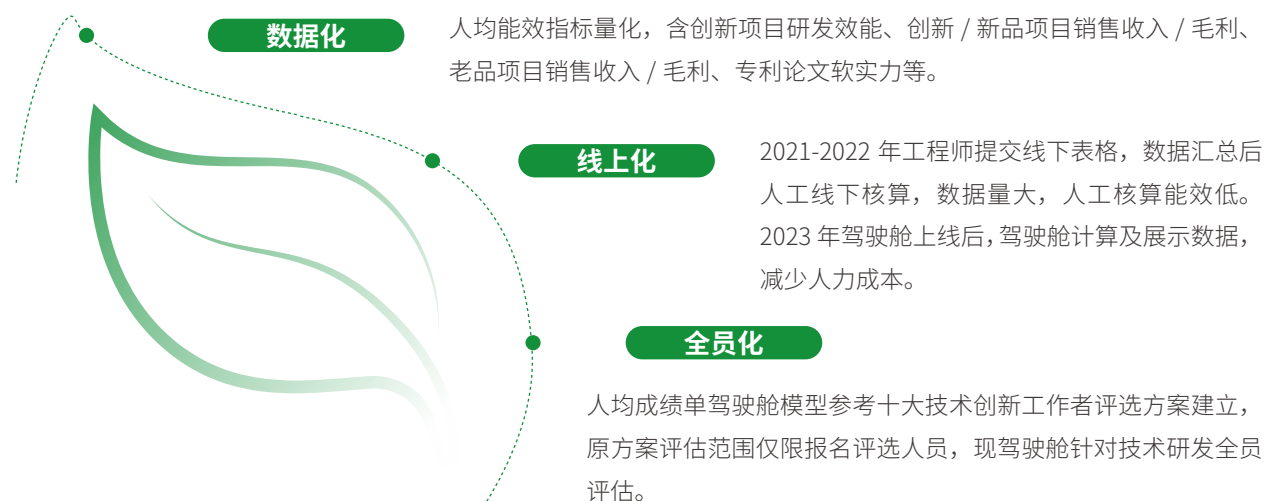 数据化
人均能效指标量化，含创新项目研发效能、创新 / 新品项目销售收入 / 毛利、
老品项目销售收入 / 毛利、专利论文软实力等。
线上化
2021-2022 年工程师提交线下表格，数据汇总后
人工线下核算，数据量大，人工核算能效低。
2023 年驾驶舱上线后，驾驶舱计算及展示数据，
减少人力成本。
全员化
人均成绩单驾驶舱模型参考十大技术创新工作者评选方案建立，
原方案评估范围仅限报名评选人员，现驾驶舱针对技术研发全员
评估。